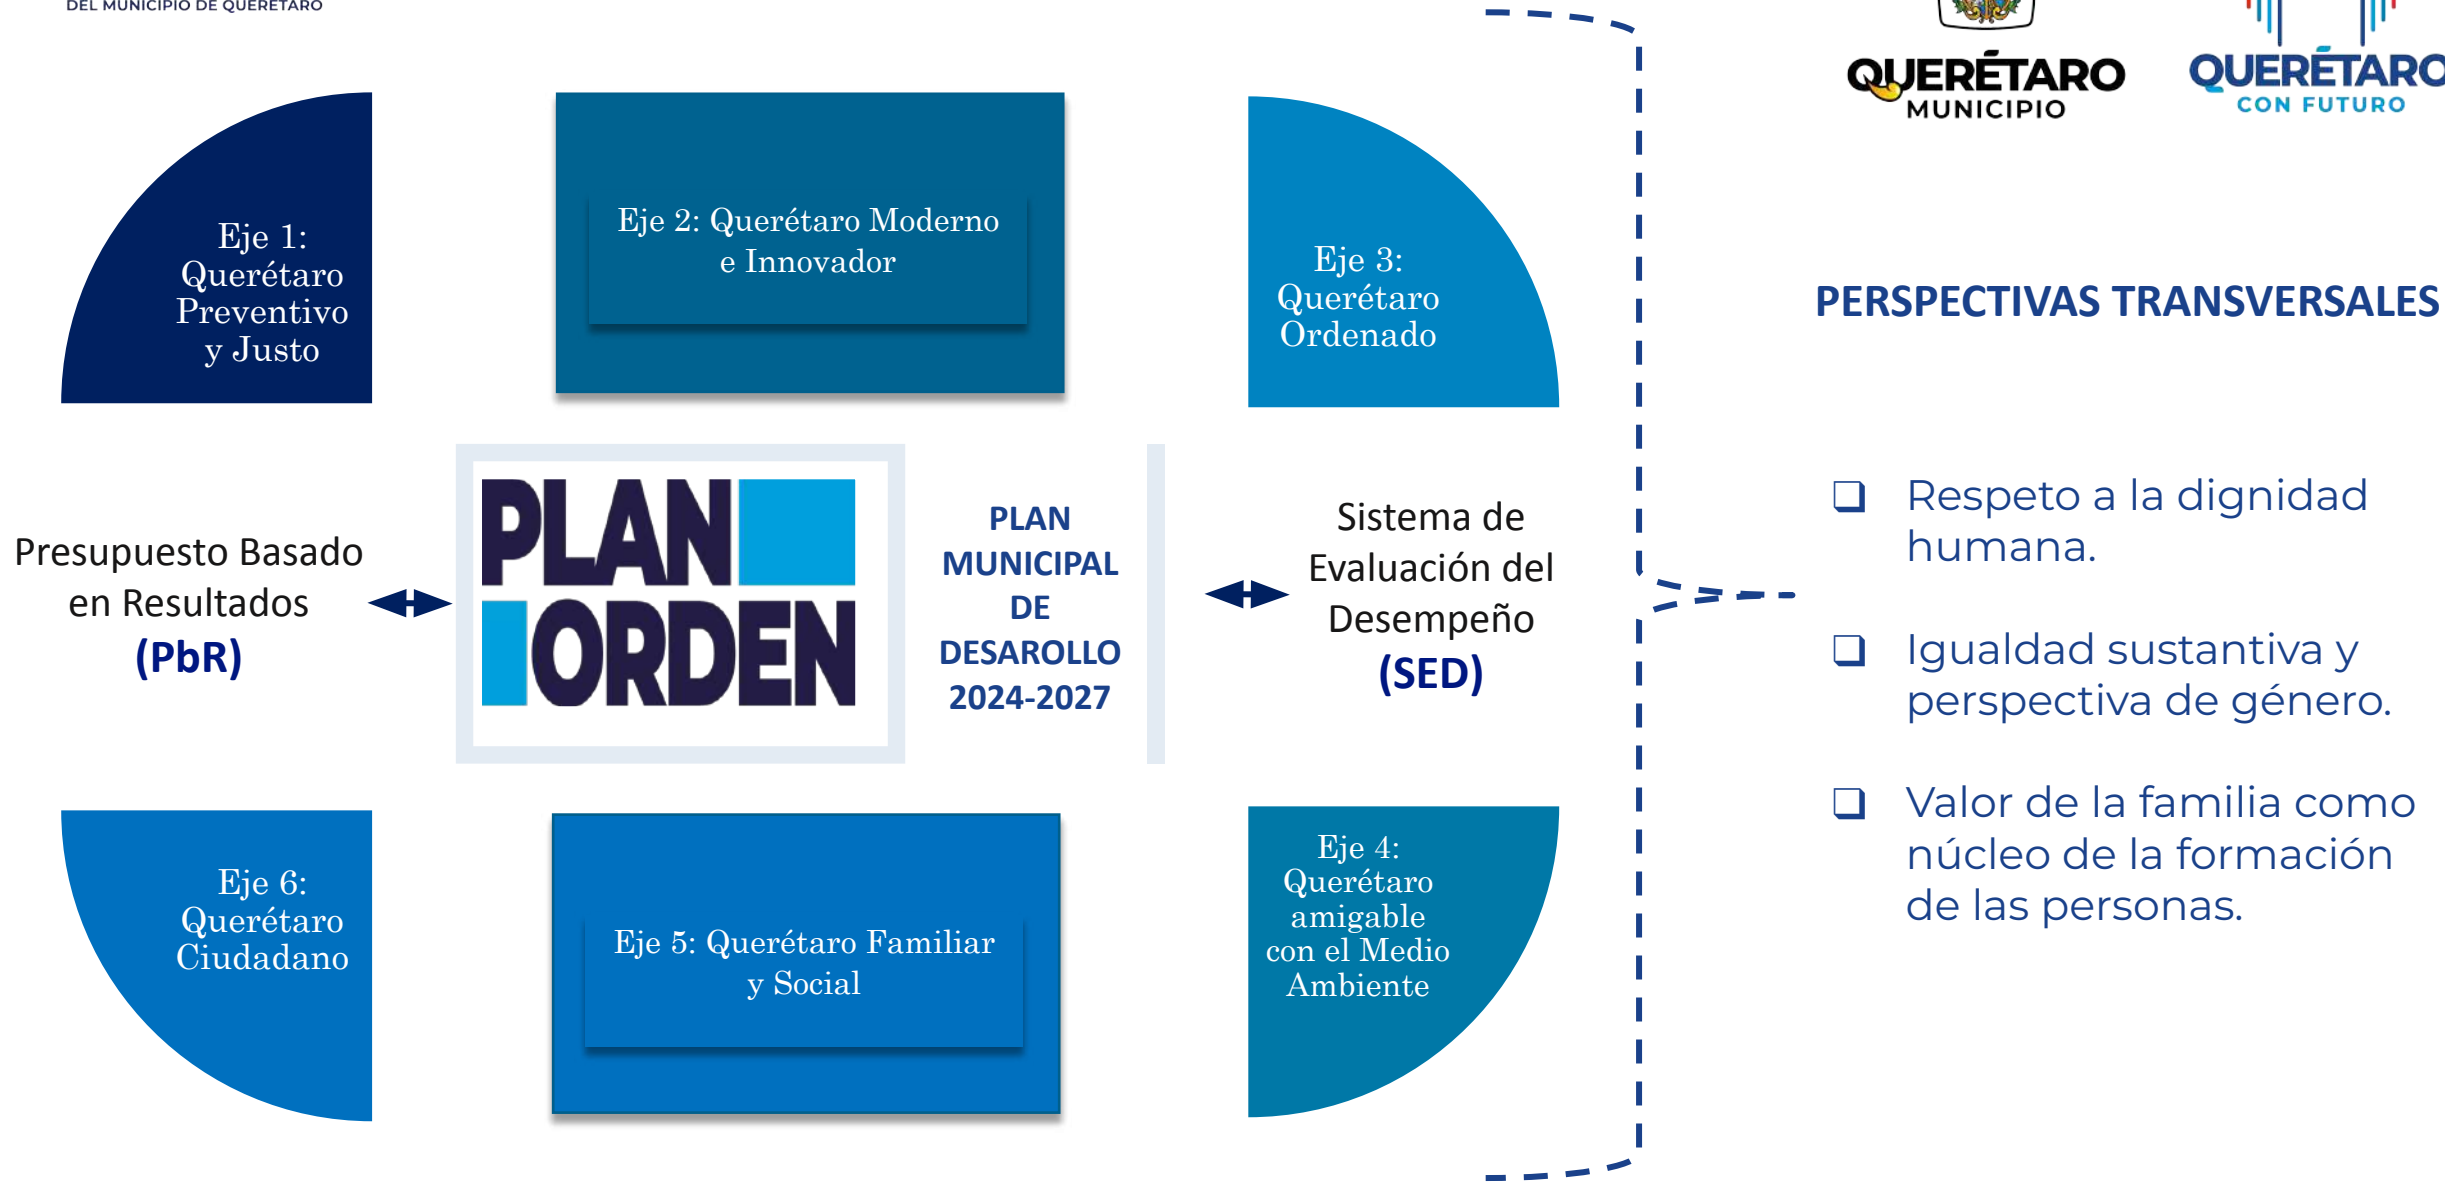 DEL MUNICIPIO DE QUERÉTARO
QUERÉTARO
MUNICIPIO
QUERÉTARO
CON FUTURO
Eje 1:
Querétaro
Preventivo
y Justo
Eje 2: Querétaro Moderno
e Innovador
Eje 3:
Querétaro
Ordenado
PERSPECTIVAS TRANSVERSALES
Presupuesto Basado
en Resultados
(PbR)
PLAN
ORDEN
PLAN
MUNICIPAL
DE
DESAROLLO
2024-2027
Sistema de
Evaluación del
Desempeño
(SED)
❑ Respeto a la dignidad
humana.
❑ Igualdad sustantiva y
perspectiva de género.
❑ Valor de la familia como
núcleo de la formación
de las personas.
Eje 6:
Querétaro
Ciudadano
Eje 5: Querétaro Familiar
y Social
Eje 4:
Querétaro
amigable
con el Medio
Ambiente